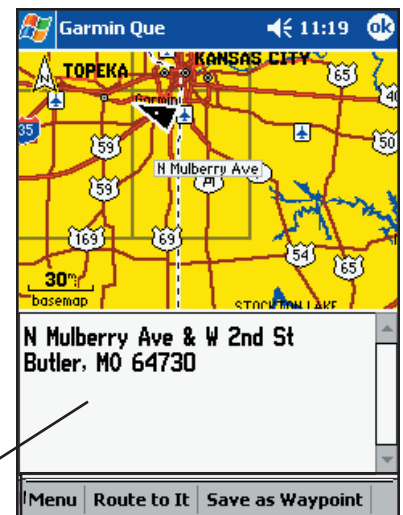 Garmin Que 11:19 ok
TOPEKA KANSAS CITY
65
Garmin
35
59
50
N Mulberry Ave
59
169
69
54
65
30
basemap
STOCKTON LAKE
N Mulberry Ave & W 2nd St
Butler, MO 64730
Menu Route to It Save as Waypoint